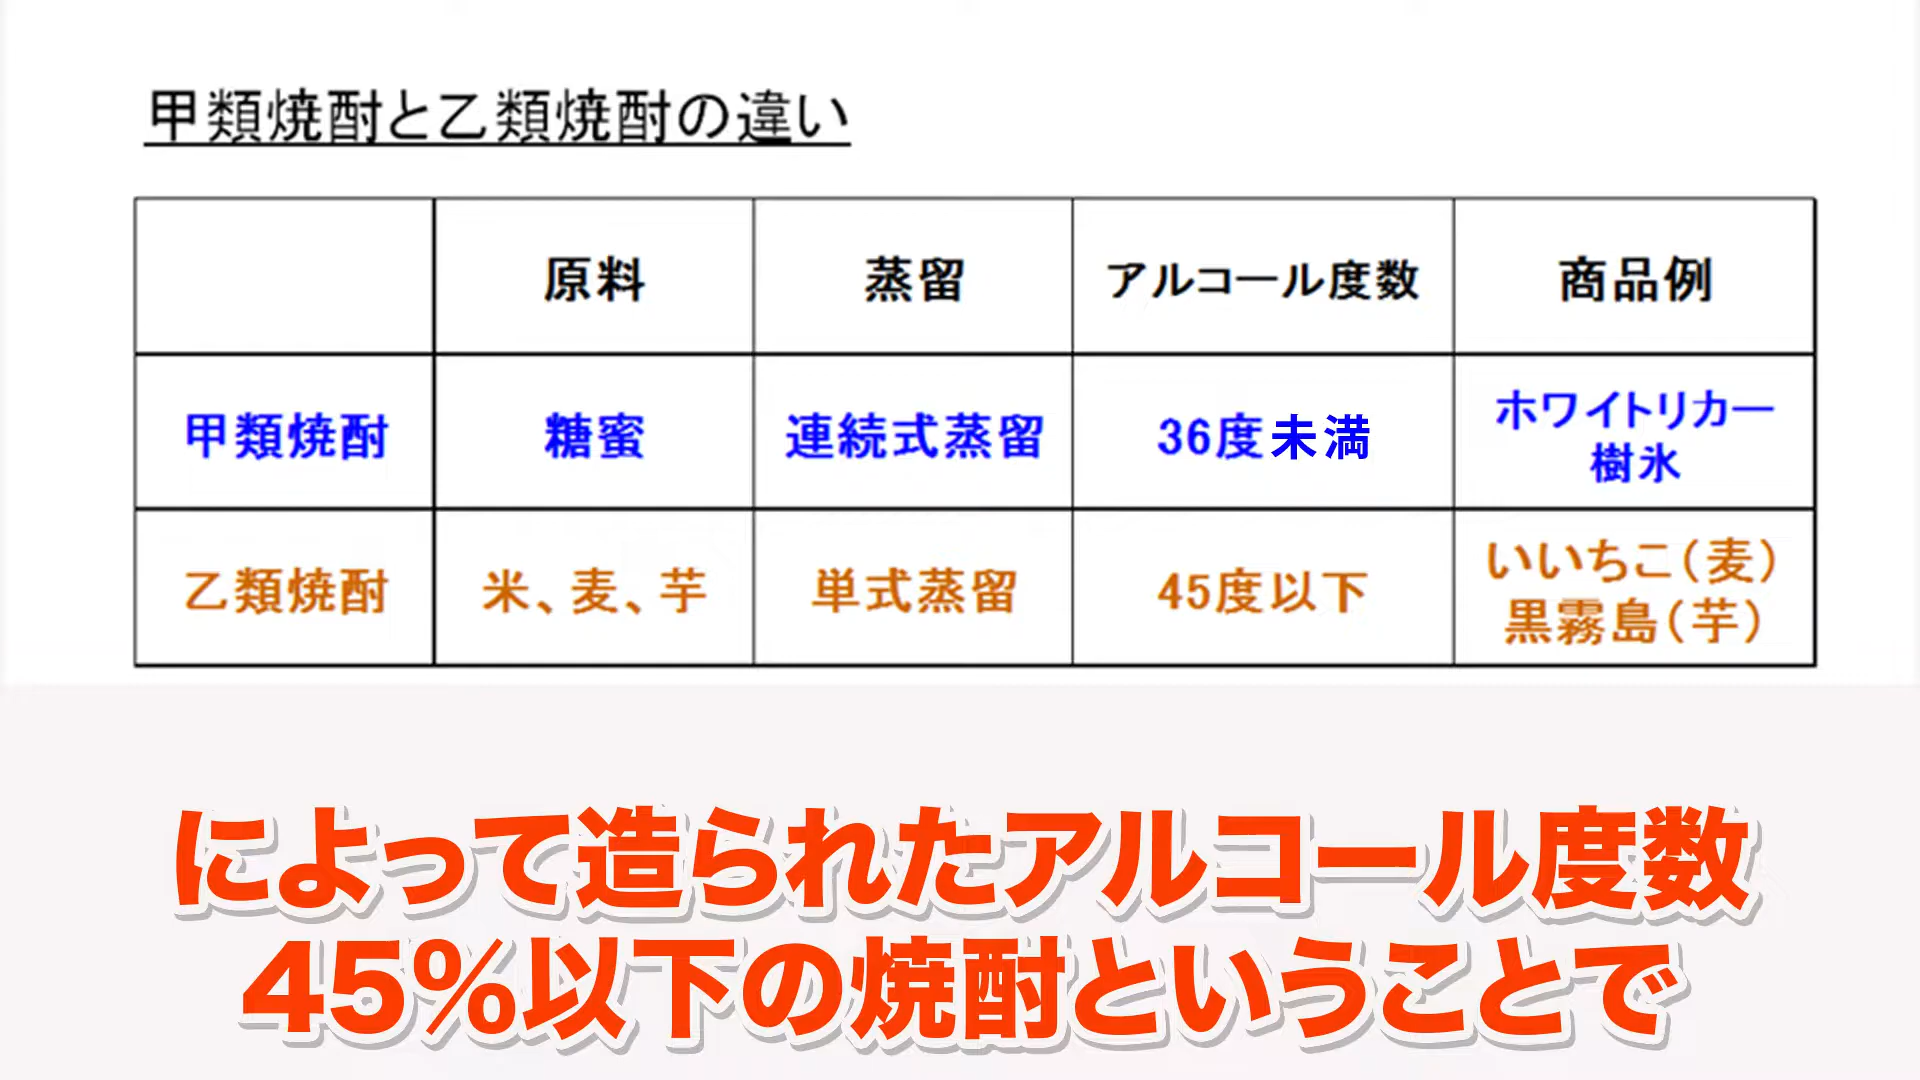 甲類焼酎と乙類焼酎の違い
原料 蒸留 アルコール度数 商品例
甲類焼酎 糖蜜 連続式蒸留 36度未満 ホワイトリカー
樹氷
乙類焼酎 米、麦、芋 単式蒸留 45度以下 いいちこ（麦）
黒霧島（芋）
によって造られたアルコール度数
45%以下の焼酎ということで